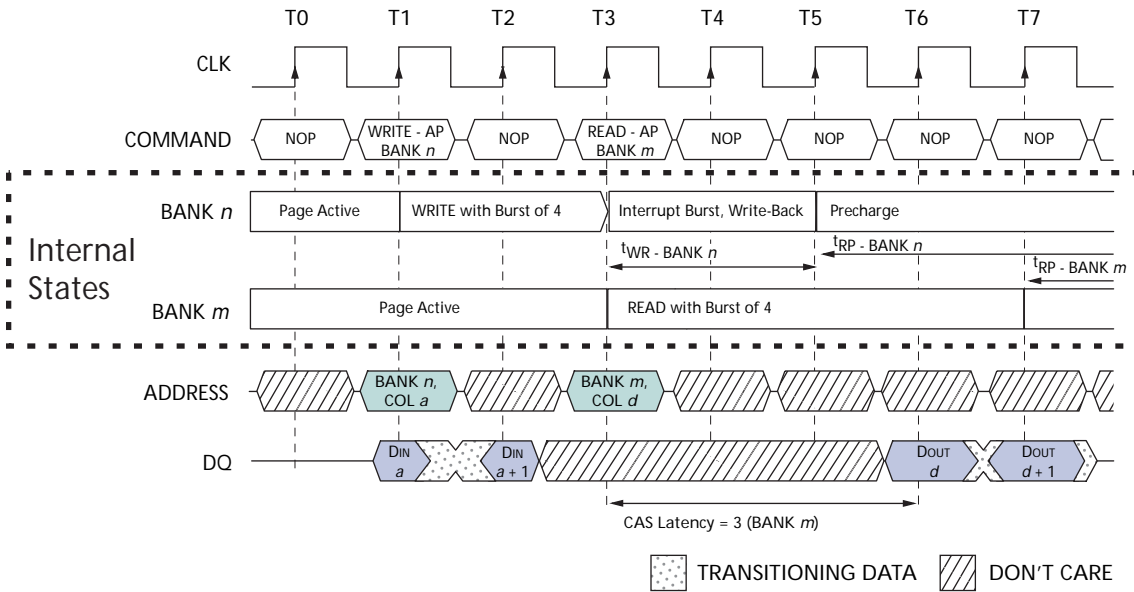 T0 T1 T2 T3 T4 T5 T6 T7
CLK
COMMAND
NOP
WRITE - AP
BANK n
NOP
READ - AP
BANK m
NOP
NOP
NOP
NOP
Internal
States
BANK n
Page Active
WRITE with Burst of 4
Interrupt Burst, Write-Back
Precharge
tWR - BANK n
tRP - BANK n
tRP - BANK m
BANK m
Page Active
READ with Burst of 4
ADDRESS
BANK n,
COL a
BANK m,
COL d
DQ
DIN
a
DIN
a + 1
DOUT
d
DOUT
d + 1
CAS Latency = 3 (BANK m)
TRANSITIONING DATA
DON'T CARE